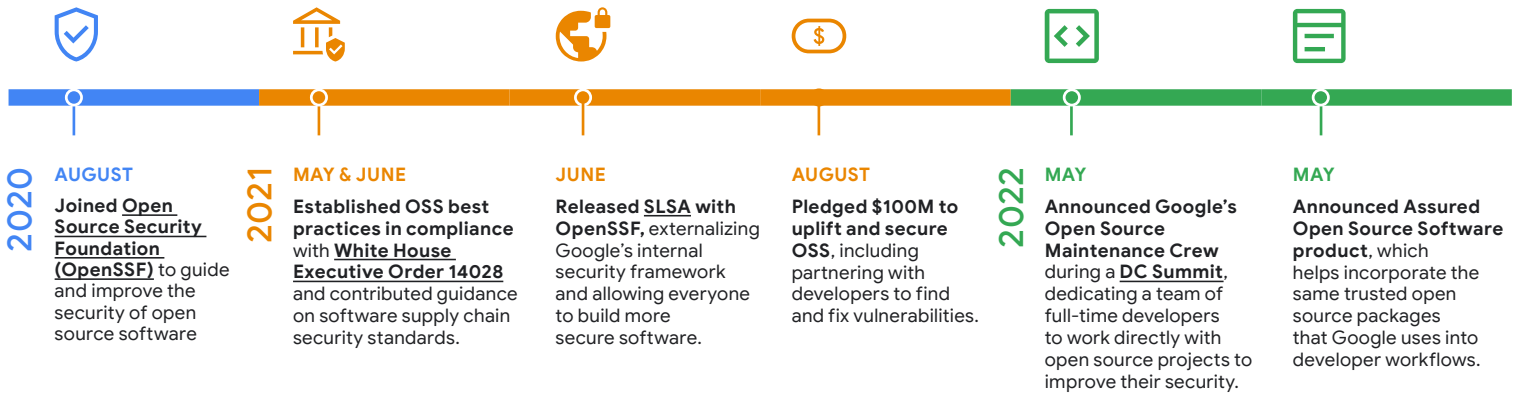 2020
AUGUST
Joined Open
Source Security
Foundation
(OpenSSF) to guide
and improve the
security of open
source software
2021
MAY & JUNE
Established OSS best
practices in compliance
with White House
Executive Order 14028
and contributed guidance
on software supply chain
security standards.
JUNE
Released SLSA with
OpenSSF, externalizing
Google's internal
security framework
and allowing everyone
to build more
secure software.
$
AUGUST
Pledged $100M to
uplift and secure
OSS, including
partnering with
developers to find
and fix vulnerabilities.
2022
MAY
Announced Google's
Open Source
Maintenance Crew
during a DC Summit,
dedicating a team of
full-time developers
to work directly with
open source projects to
improve their security.
MAY
Announced Assured
Open Source Software
product, which
helps incorporate the
same trusted open
source packages
that Google uses into
developer workflows.